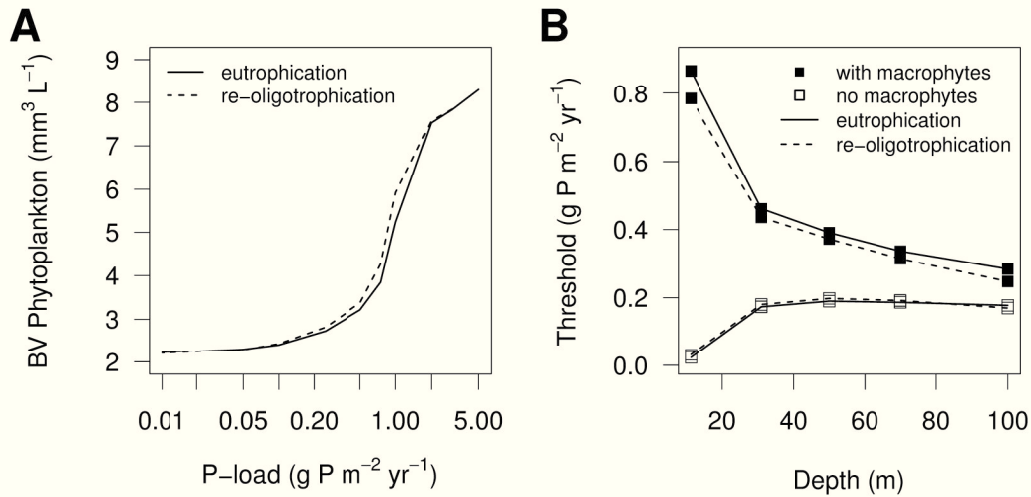 A
BV Phytoplankton (mm³ L⁻¹)
9
8
7
6
5
4
3
2
eutrophication
re−oligotrophication
0.01 0.05 0.20 1.00 5.00
P−load (g P m⁻² yr⁻¹)
B
Threshold (g P m⁻² yr⁻¹)
0.8
0.6
0.4
0.2
0.0
with macrophytes
no macrophytes
eutrophication
re−oligotrophication
20 40 60 80 100
Depth (m)